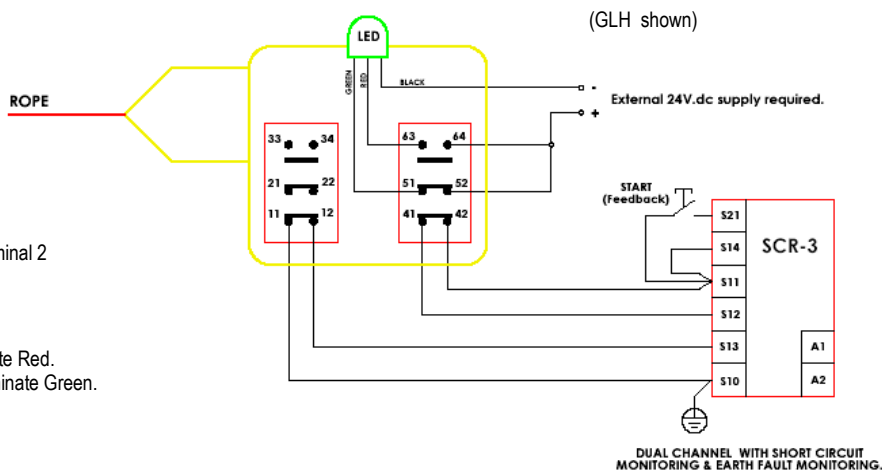 (GLH shown)
LED
GREEN
RED
BLACK
-
External 24V.dc supply required.
+
ROPE
33 34
63 64
21 22
51 52
11 12
41 42
START
(Feedback)
S21
S14
SCR-3
S11
S12
S13
A1
S10
A2
minal 2
te Red.
inate Green.
DUAL CHANNEL WITH SHORT CIRCUIT
MONITORING & EARTH FAULT MONITORING.